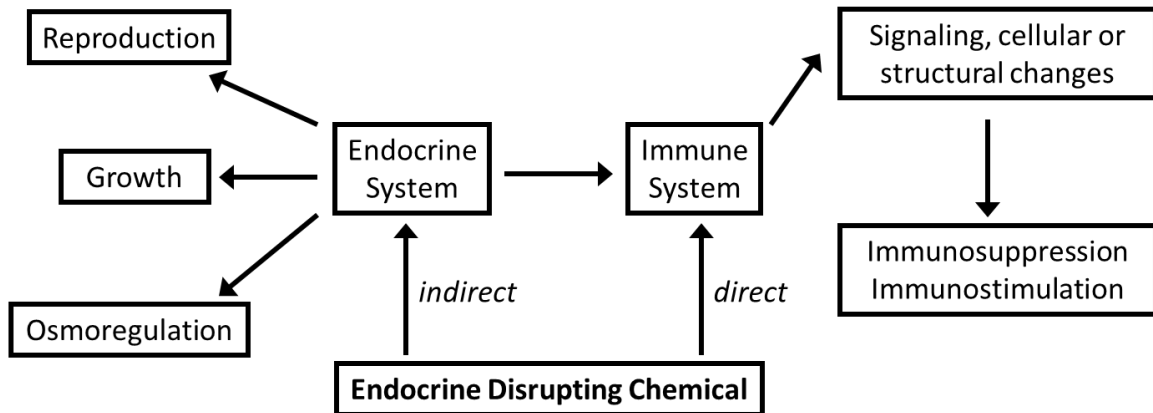 Reproduction
Growth
Osmoregulation
Endocrine
System
Immune
System
Signaling, cellular or
structural changes
Immunosuppression
Immunostimulation
indirect
direct
Endocrine Disrupting Chemical